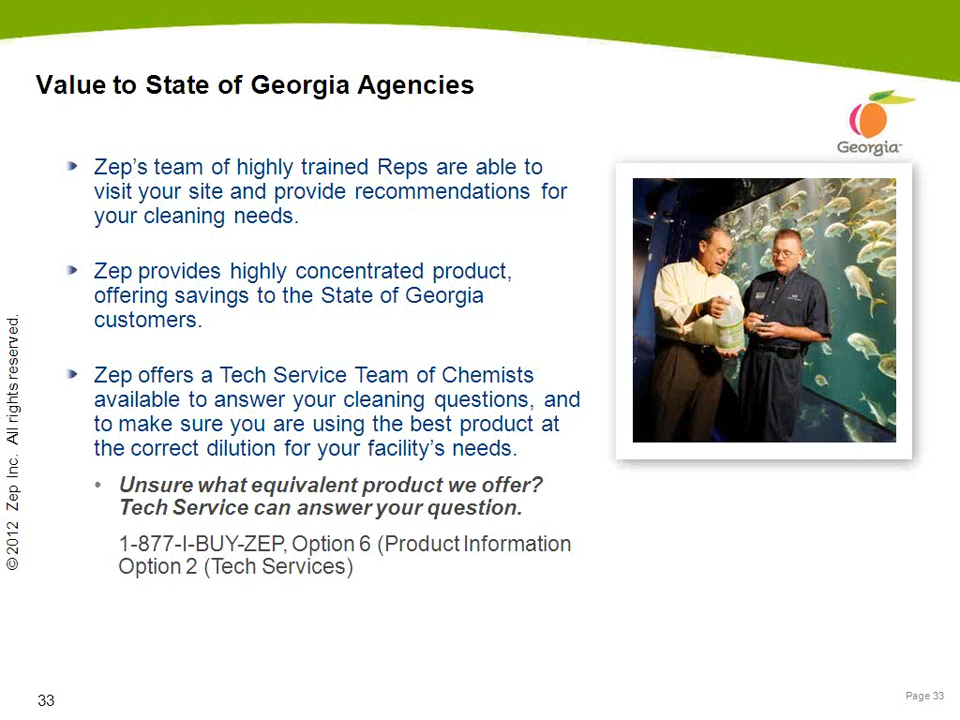 Value to State of Georgia Agencies
Georgia™
Zep's team of highly trained Reps are able to
visit your site and provide recommendations for
your cleaning needs.
Zep provides highly concentrated product,
offering savings to the State of Georgia
customers.
Zep offers a Tech Service Team of Chemists
available to answer your cleaning questions, and
to make sure you are using the best product at
the correct dilution for your facility's needs.
• Unsure what equivalent product we offer?
Tech Service can answer your question.
1-877-I-BUY-ZEP, Option 6 (Product Information
Option 2 (Tech Services)
© 2012 Zep Inc. All rights reserved.
33
Page 33